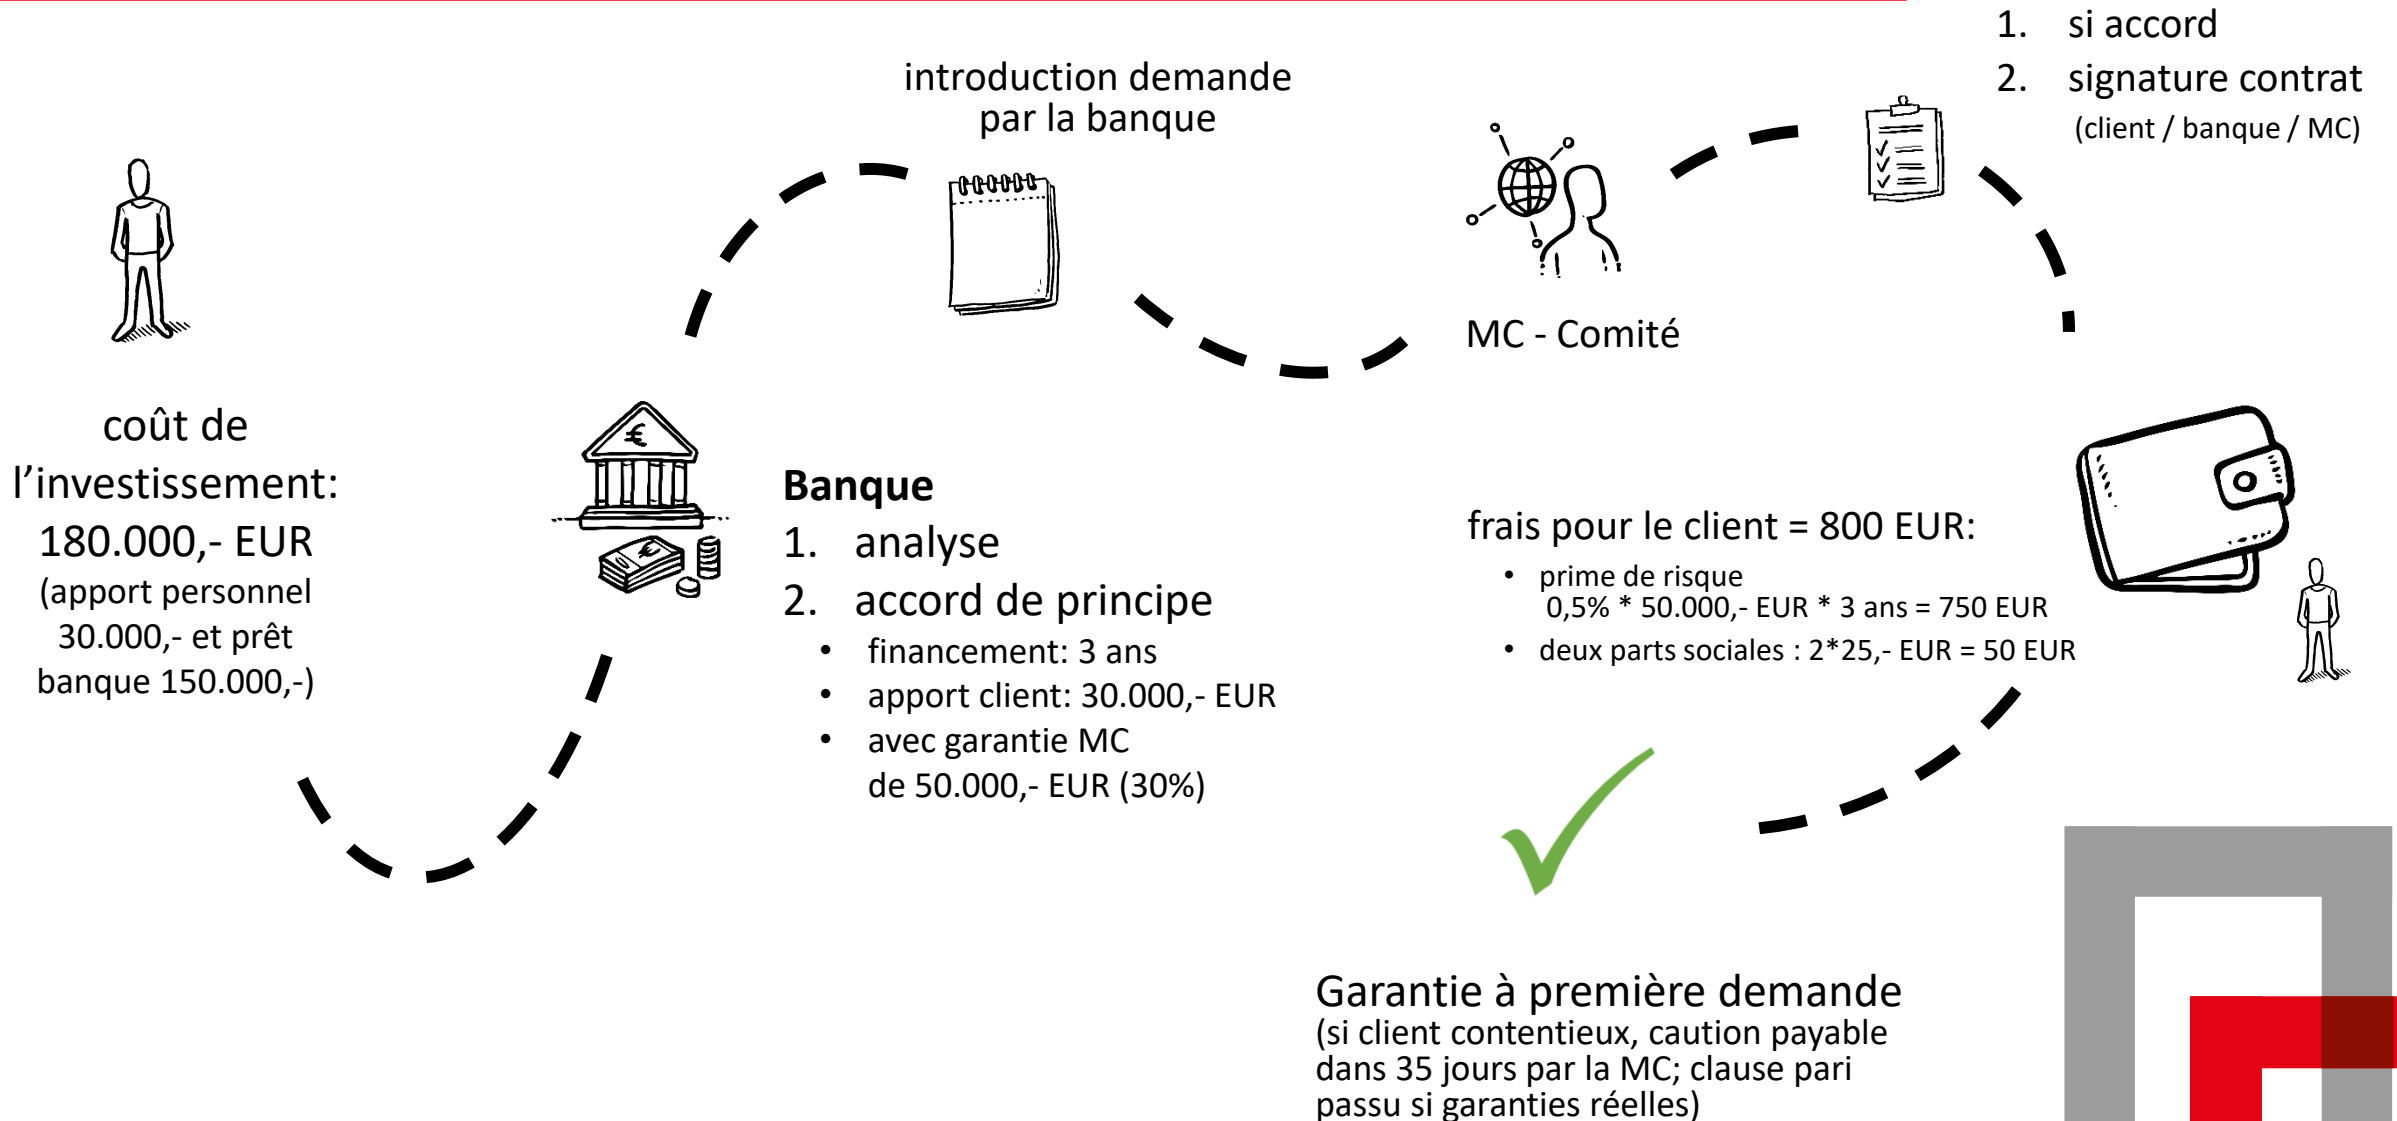 coût de
l’investissement:
180.000,- EUR
(apport personnel
30.000,- et prêt
banque 150.000,-)
Banque
1. analyse
2. accord de principe
• financement: 3 ans
• apport client: 30.000,- EUR
• avec garantie MC
de 50.000,- EUR (30%)
introduction demande
par la banque
MC - Comité
1. si accord
2. signature contrat
(client / banque / MC)
frais pour le client = 800 EUR:
• prime de risque
0,5% * 50.000,- EUR * 3 ans = 750 EUR
• deux parts sociales : 2*25,- EUR = 50 EUR
Garantie à première demande
(si client contentieux, caution payable
dans 35 jours par la MC; clause pari
passu si garanties réelles)